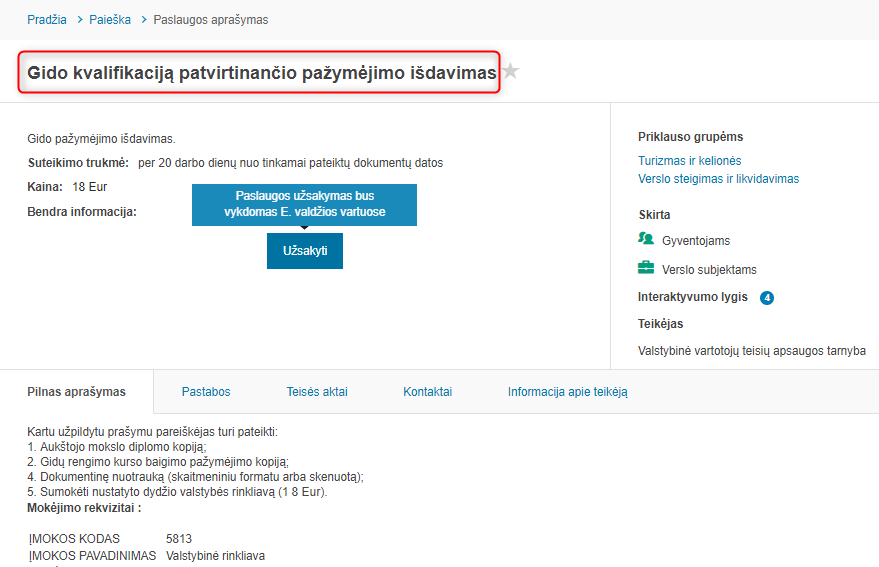 Pradžia > Paieška > Paslaugos aprašymas
Gido kvalifikaciją patvirtinančio pažymėjimo išdavimas
Gido pažymėjimo išdavimas.
Suteikimo trukmė: per 20 darbo dienų nuo tinkamai pateiktų dokumentų datos
Kaina: 18 Eur
Bendra informacija:
Paslaugos užsakymas bus
vykdomas E. valdžios vartuose
Užsakyti
Priklauso grupėms
Turizmas ir kelionės
Verslo steigimas ir likvidavimas
Skirta
Gyventojams
Verslo subjektams
Interaktyvumo lygis 4
Teikėjas
Valstybinė vartotojų teisių apsaugos tarnyba
Pilnas aprašymas Pastabos Teisės aktai Kontaktai Informacija apie teikėją
Kartu užpildytu prašymu pareiškėjas turi pateikti:
1. Aukštojo mokslo diplomo kopiją;
2. Gidų rengimo kurso baigimo pažymėjimo kopiją;
4. Dokumentinę nuotrauką (skaitmeniniu formatu arba skenuotą);
5. Sumokėti nustatyto dydžio valstybės rinkliavą (1 8 Eur).
Mokėjimo rekvizitai :
ĮMOKOS KODAS 5813
ĮMOKOS PAVADINIMAS Valstybinė rinkliava